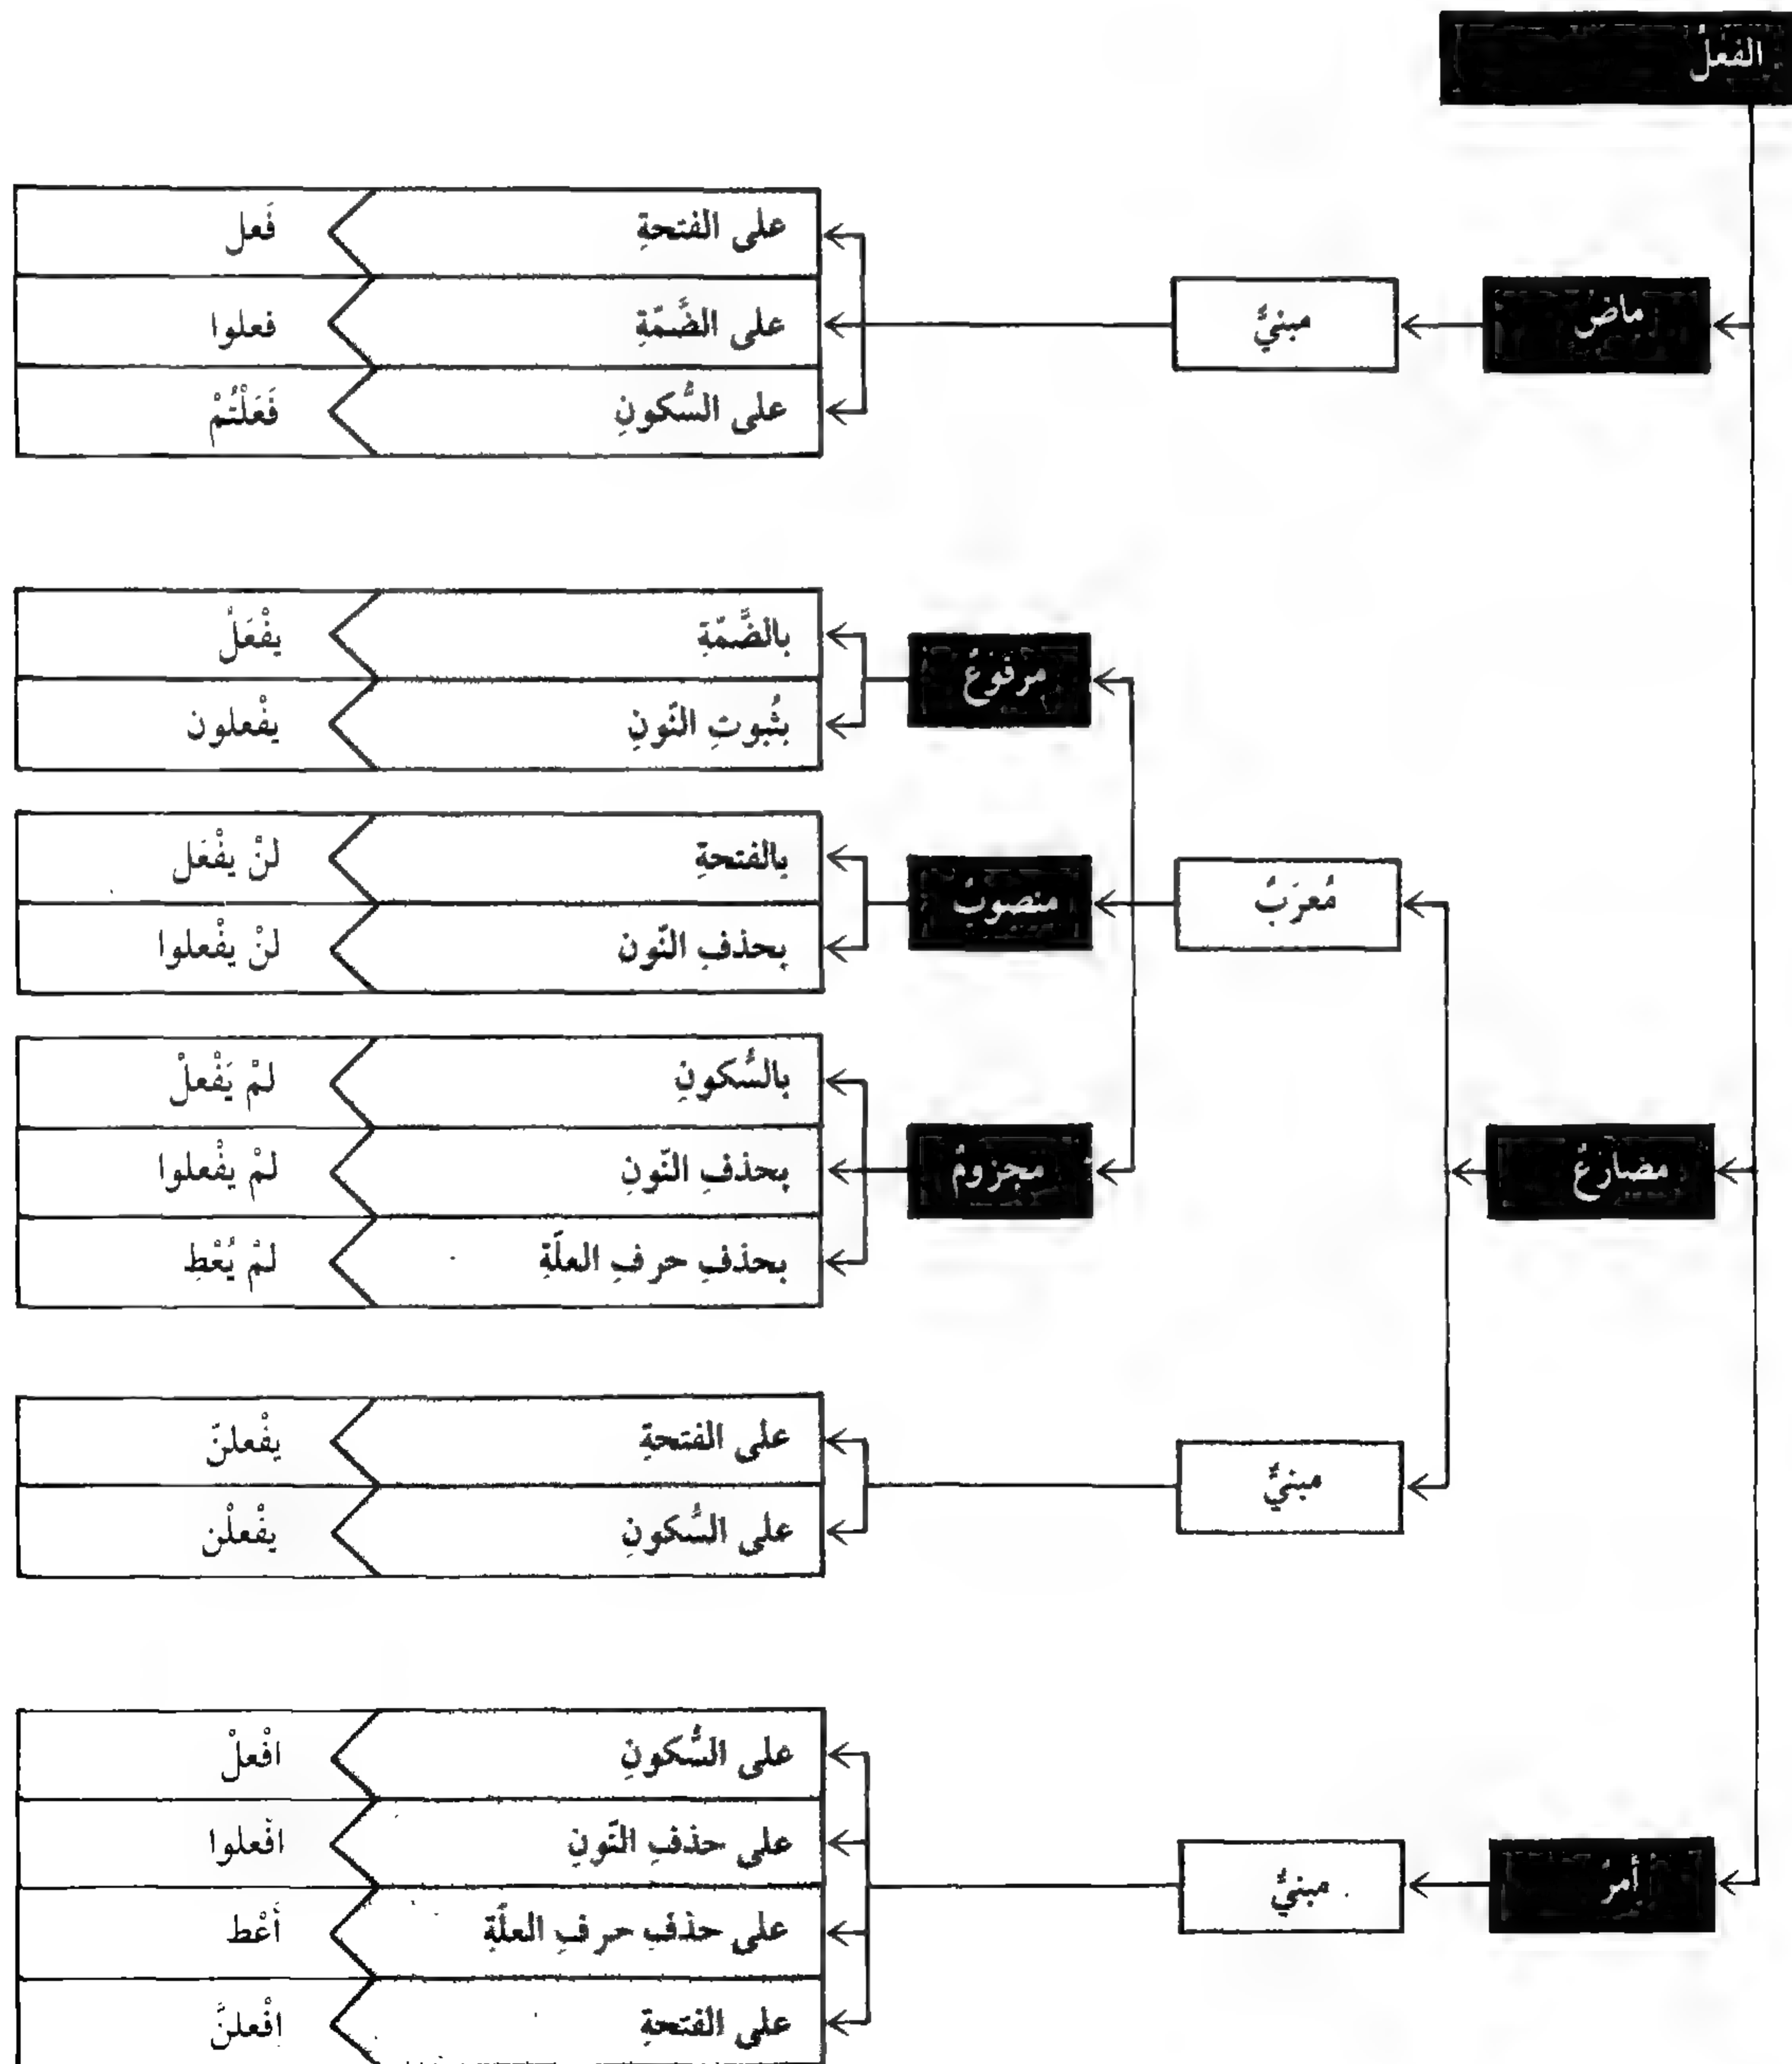 الفعلُ
ماضٍ
مبنيٌّ
على الفتحةِ فَعل
على الضَّمّةِ فعلوا
على السُّكونِ فَعَلْتُمْ
مضارعٌ
مُعرَبٌ
مرفوعٌ
بالضَّمّةِ يفْعَلُ
بثُبوتِ النّونِ يفْعلون
منصوبٌ
بالفتحةِ لنْ يفْعَل
بحذفِ النّون لنْ يفْعلوا
مجزومٌ
بالسُّكونِ لمْ يَفْعلْ
بحذفِ النّونِ لمْ يفْعلوا
بحذفِ حرفِ العلّةِ لمْ يُعْطِ
مبنيٌّ
على الفتحةِ يفْعلنّ
على السُّكونِ يفْعلْن
أمرٌ
مبنيٌّ
على السُّكونِ افْعلْ
على حذفِ النّونِ افْعلوا
على حذفِ حرفِ العلّةِ أَعْط
على الفتحةِ افْعلنَّ